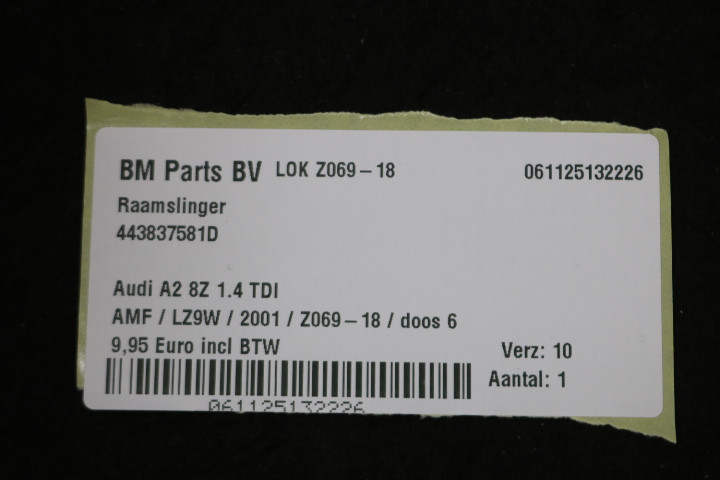 BM Parts BV LOK Z069-18 061125132226
Raamslinger
443837581D
Audi A2 8Z 1.4 TDI
AMF / LZ9W / 2001 / Z069-18 / doos 6
9,95 Euro incl BTW Verz: 10
Aantal: 1
061125132226